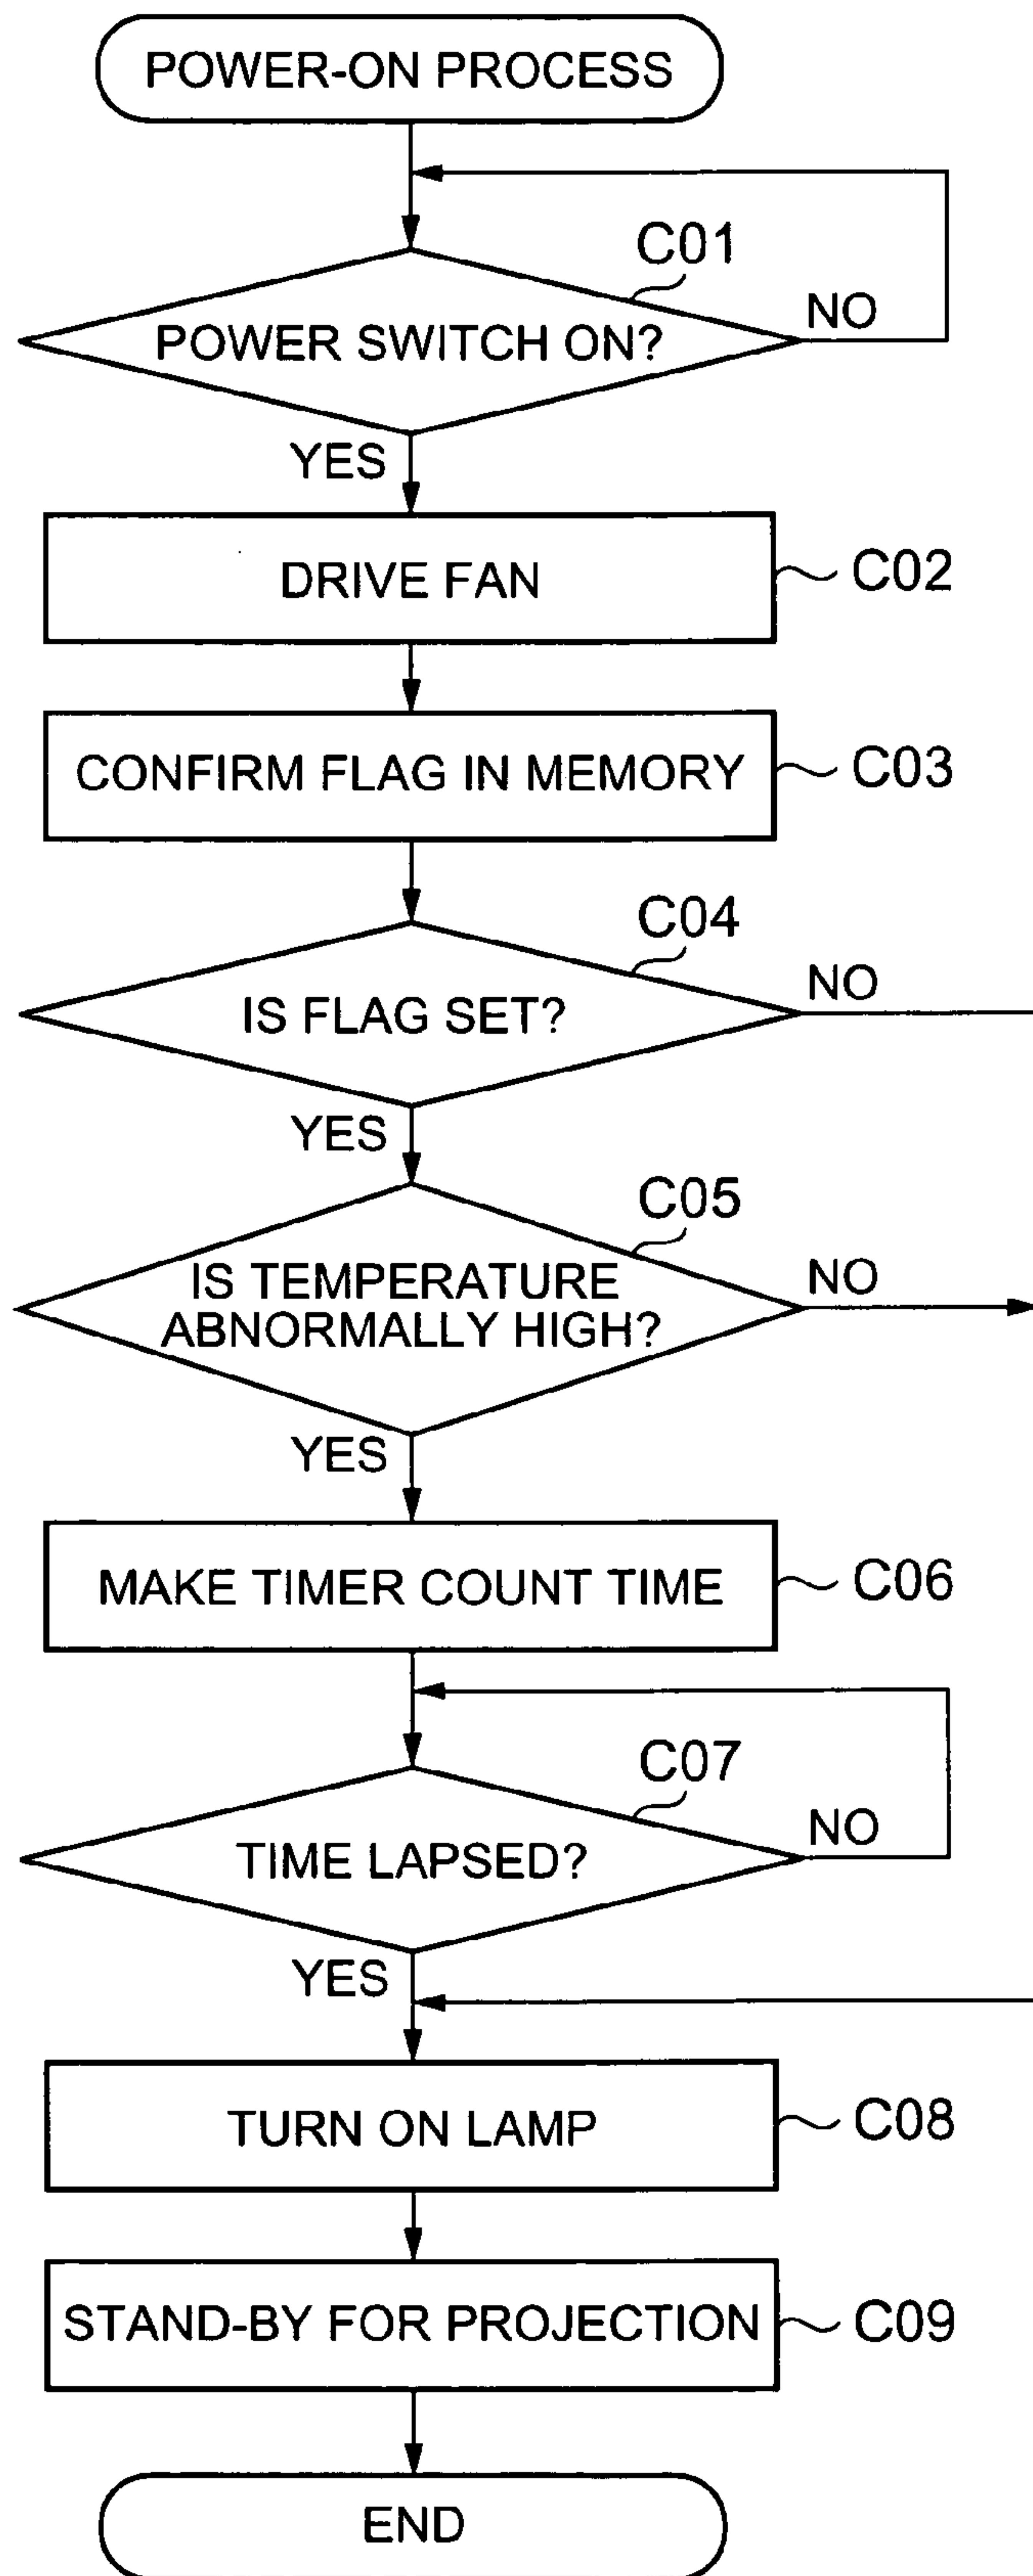 POWER-ON PROCESS
C01
POWER SWITCH ON?
NO
YES
DRIVE FAN
C02
CONFIRM FLAG IN MEMORY
C03
C04
IS FLAG SET?
NO
YES
C05
IS TEMPERATURE
ABNORMALLY HIGH?
NO
YES
MAKE TIMER COUNT TIME
C06
C07
TIME LAPSED?
NO
YES
TURN ON LAMP
C08
STAND-BY FOR PROJECTION
C09
END